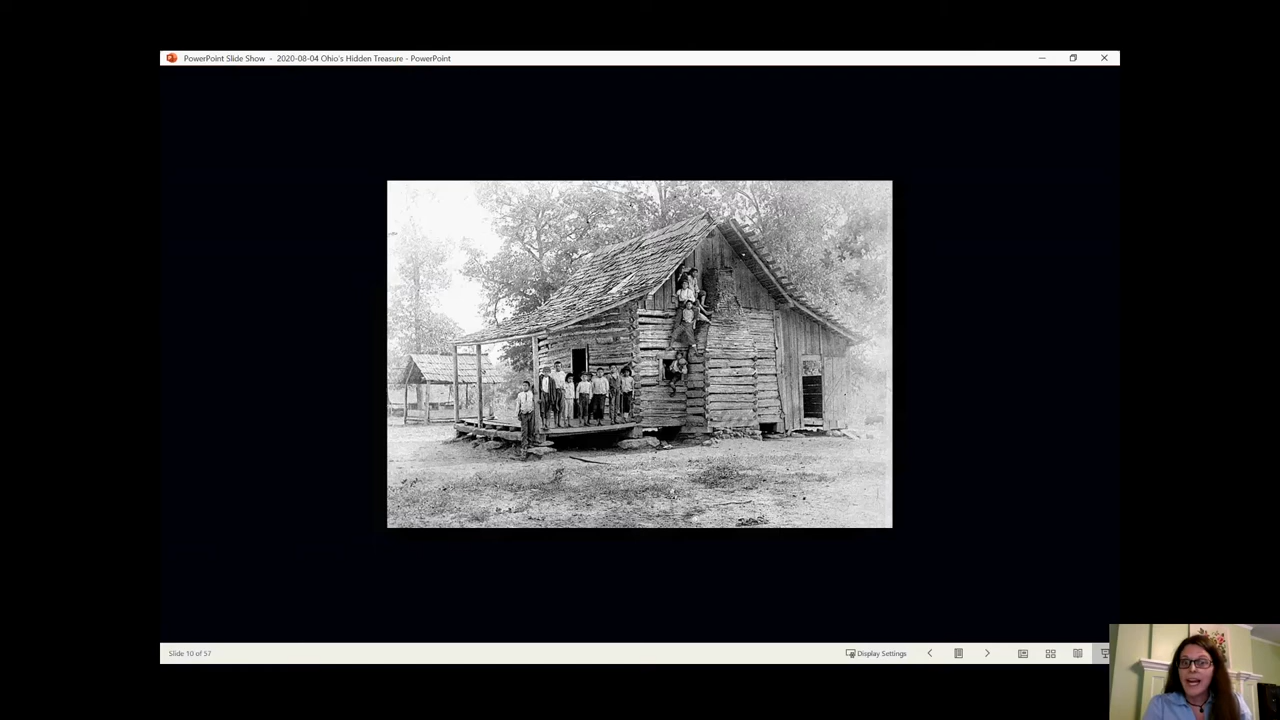 PowerPoint Slide Show - 2020-08-04 Ohio's Hidden Treasure - PowerPoint
Slide 10 of 57
Display Settings